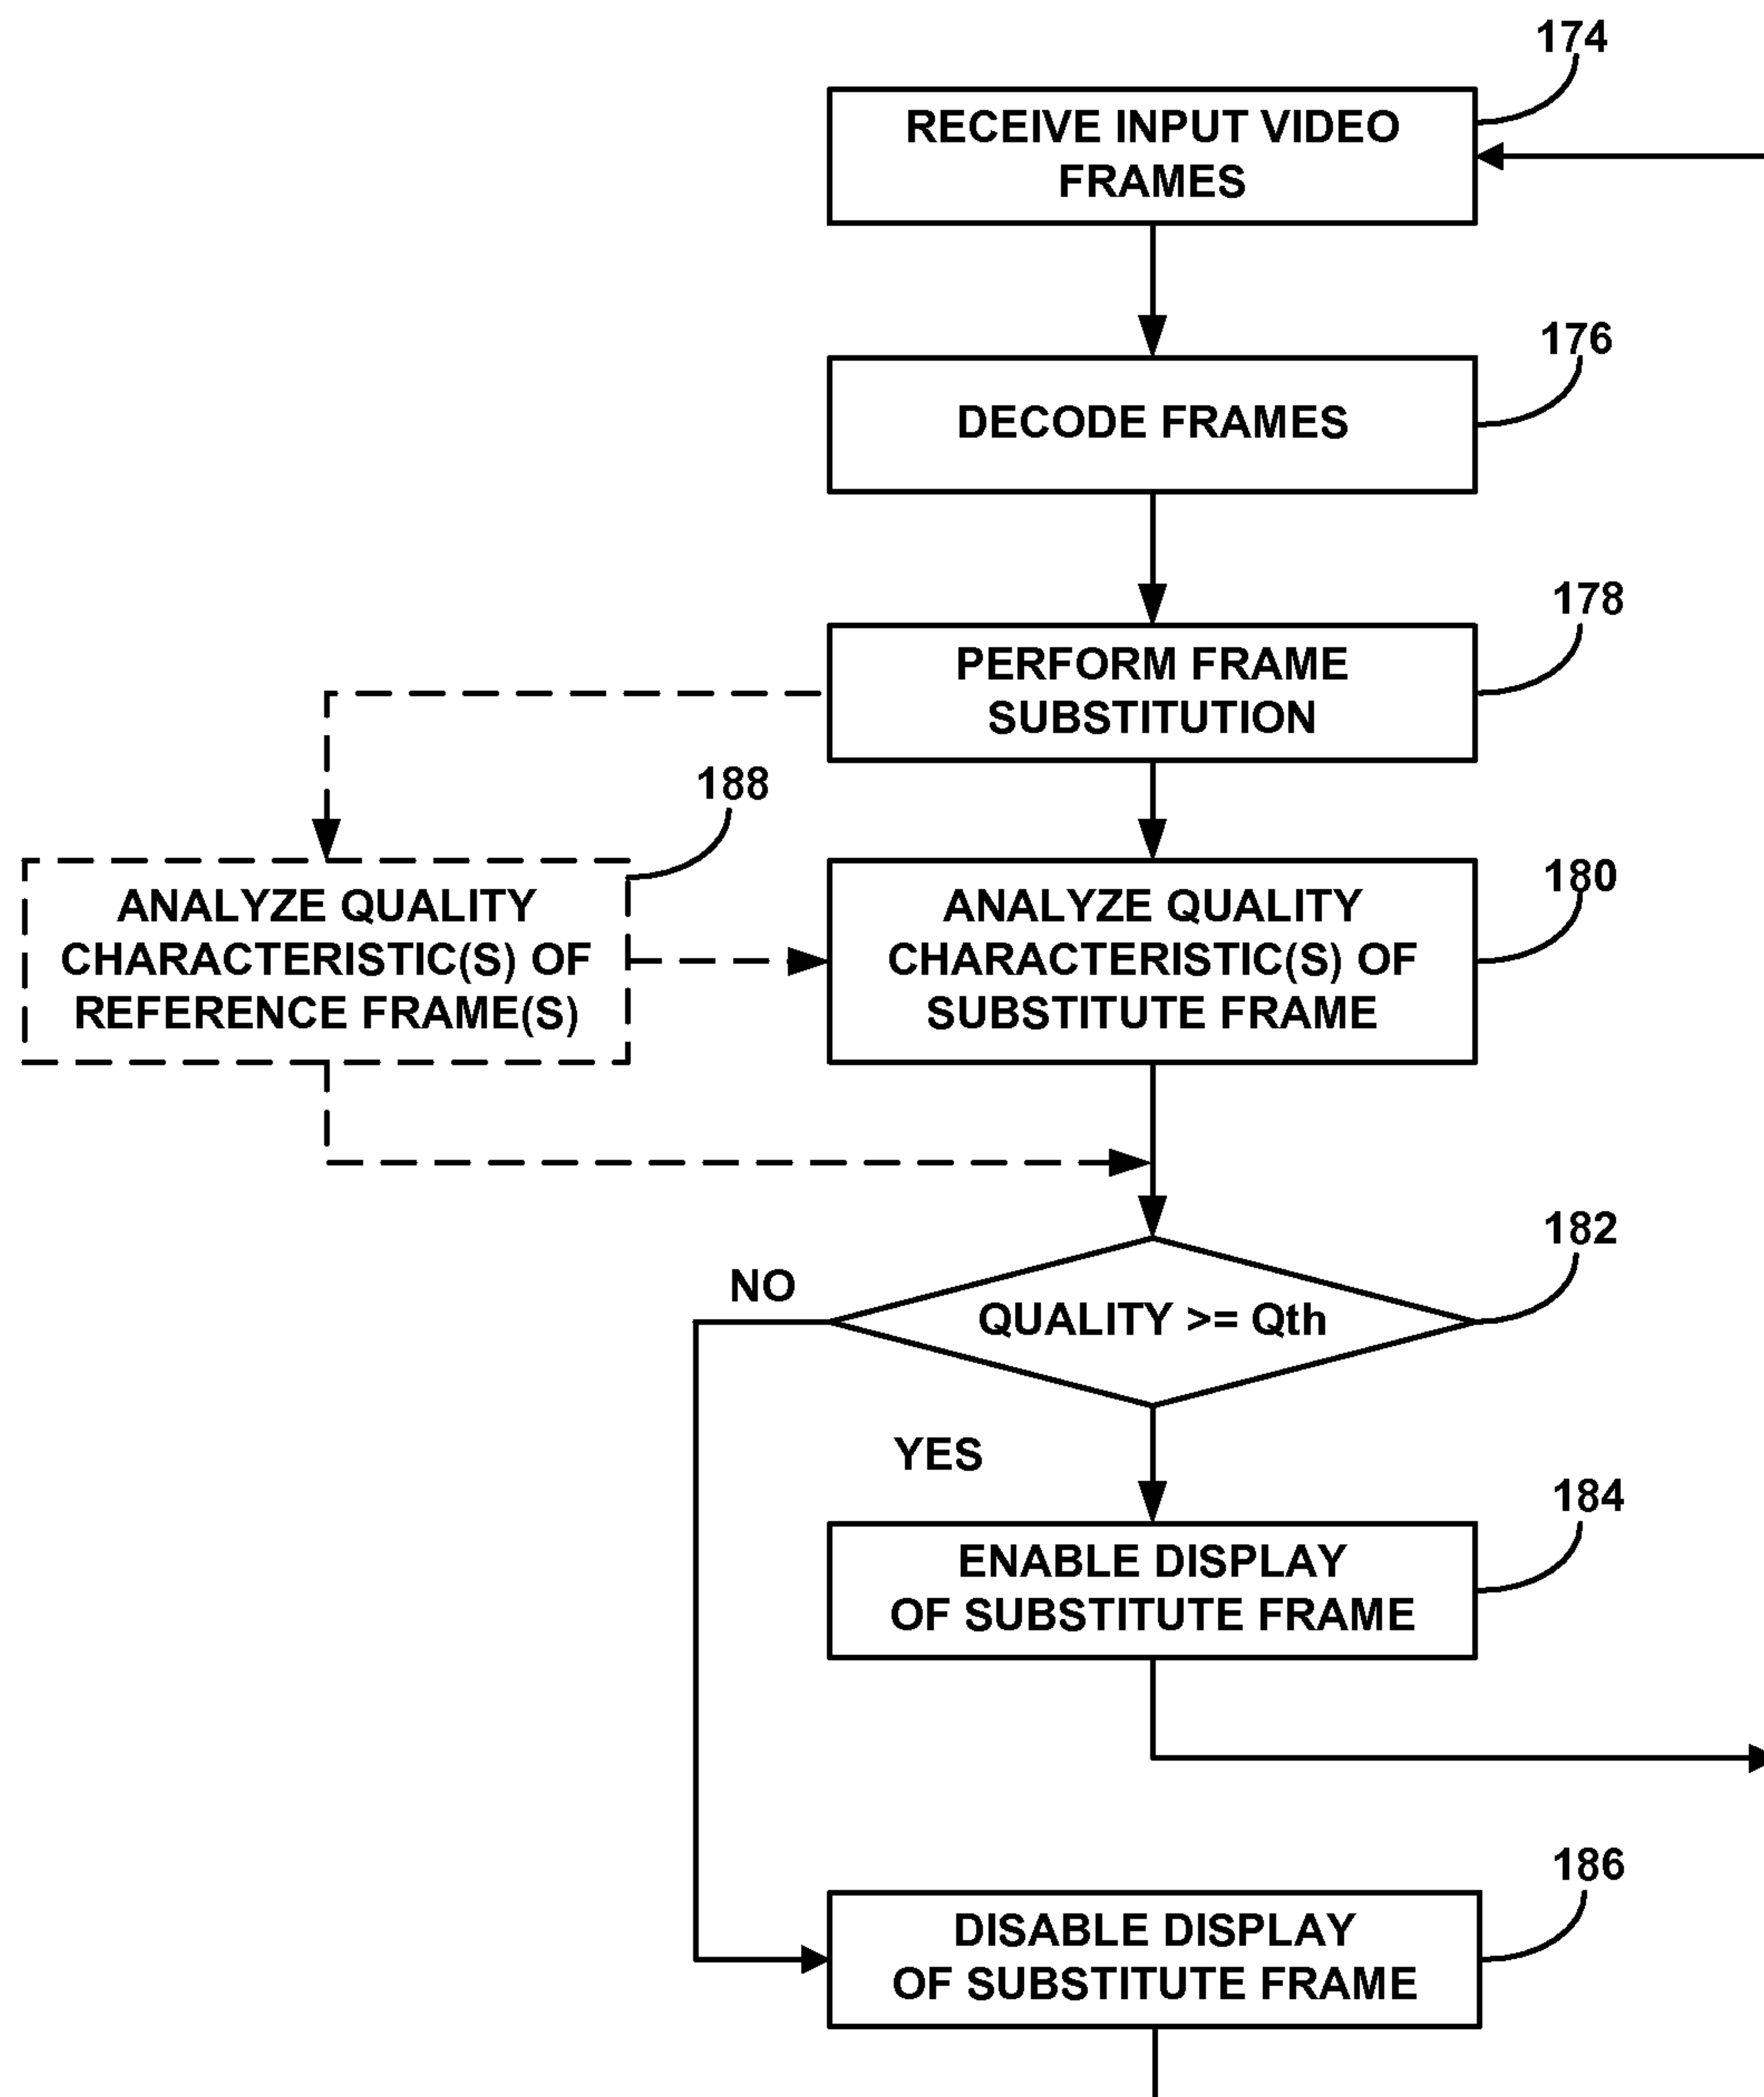 174
RECEIVE INPUT VIDEO
FRAMES
176
DECODE FRAMES
178
PERFORM FRAME
SUBSTITUTION
188
ANALYZE QUALITY
CHARACTERISTIC(S) OF
REFERENCE FRAME(S)
180
ANALYZE QUALITY
CHARACTERISTIC(S) OF
SUBSTITUTE FRAME
182
NO
QUALITY >= Qth
YES
184
ENABLE DISPLAY
OF SUBSTITUTE FRAME
186
DISABLE DISPLAY
OF SUBSTITUTE FRAME